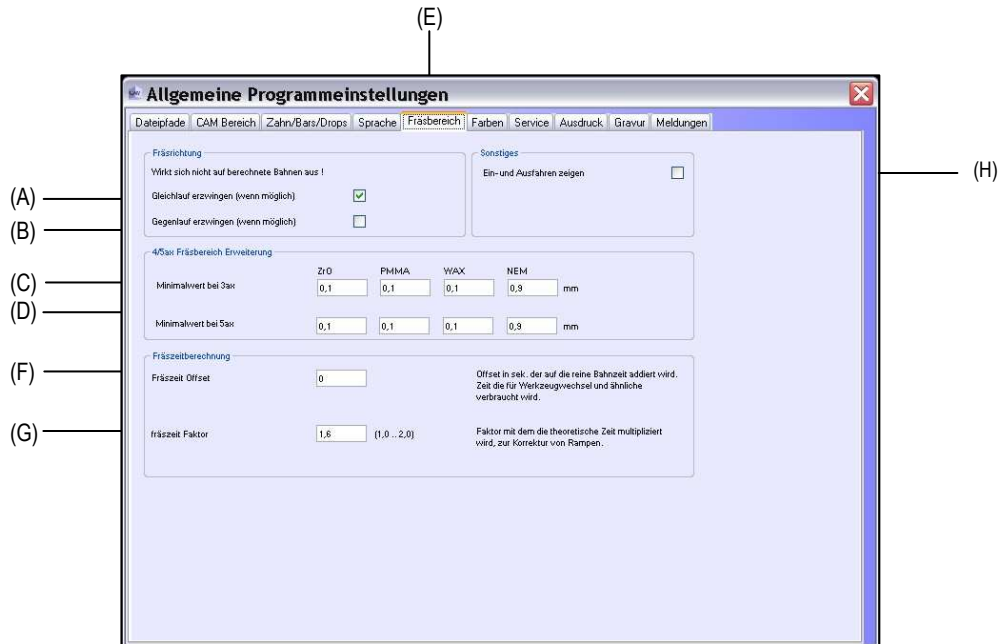 (E)
Allgemeine Programmeinstellungen
Dateipfade CAM Bereich Zahn/Bars/Drops Sprache Fräsbereich Farben Service Ausdruck Gravur Meldungen
Fräsrichtung
Wirkt sich nicht auf berechnete Bahnen aus !
(A) Gleichlauf erzwingen (wenn möglich)
(B) Gegenlauf erzwingen (wenn möglich)
Sonstiges
Ein-und Ausfahren zeigen
(H)
4/5ax Fräsbereich Erweiterung
ZrO PMMA WAX NEM
(C) Minimalwert bei 3ax 0,1 0,1 0,1 0,9 mm
(D) Minimalwert bei 5ax 0,1 0,1 0,1 0,9 mm
Fräszeitberechnung
(F) Fräszeit Offset 0
Offset in sek. der auf die reine Bahnzeit addiert wird.
Zeit die für Werkzeugwechsel und ähnliche
verbraucht wird.
(G) fräszeit Faktor 1,6 (1,0 .. 2,0)
Faktor mit dem die theoretische Zeit multipliziert
wird, zur Korrektur von Rampen.